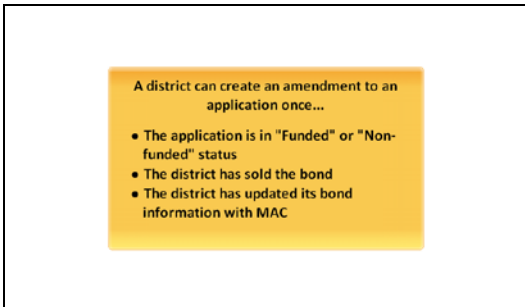 A district can create an amendment to an
application once...
● The application is in "Funded" or "Non-
funded" status
● The district has sold the bond
● The district has updated its bond
information with MAC